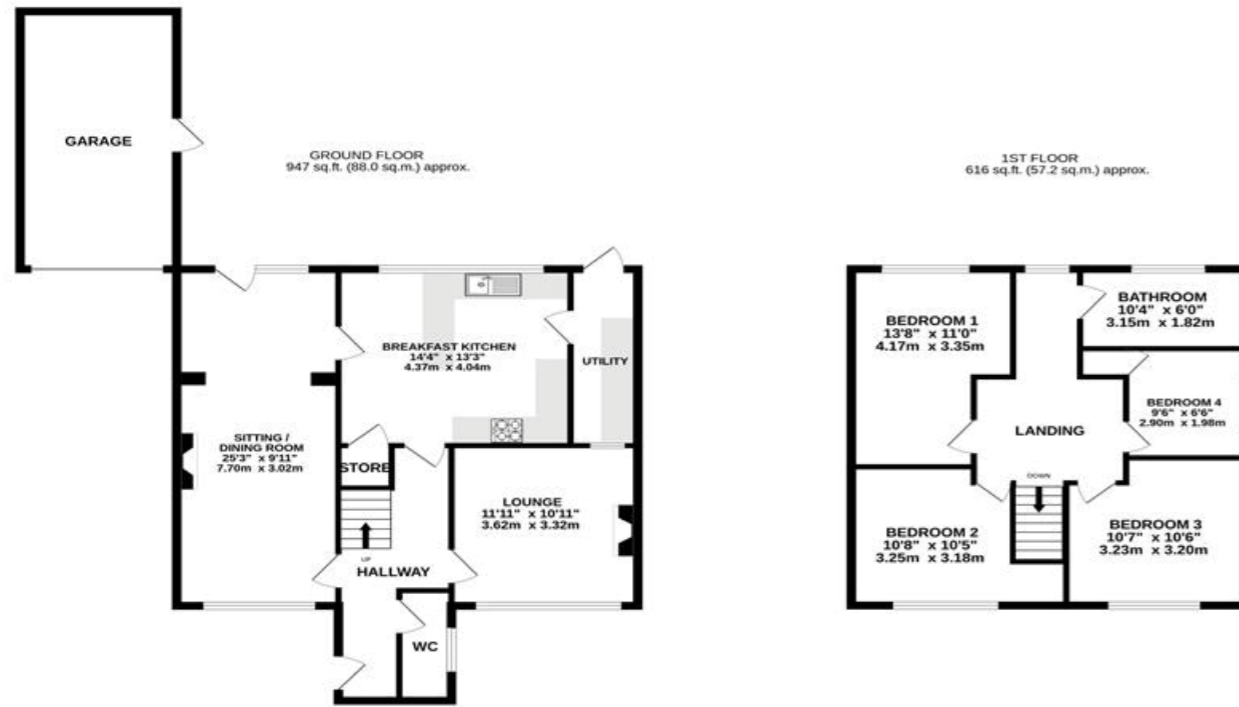 GARAGE
GROUND FLOOR
947 sq.ft. (88.0 sq.m.) approx.
BREAKFAST KITCHEN
14'4" x 13'3"
4.37m x 4.04m
UTILITY
SITTING /
DINING ROOM
25'3" x 9'11"
7.70m x 3.02m
STORE
LOUNGE
11'11" x 10'11"
3.62m x 3.32m
UP
HALLWAY
WC
1ST FLOOR
616 sq.ft. (57.2 sq.m.) approx.
BEDROOM 1
13'8" x 11'0"
4.17m x 3.35m
BATHROOM
10'4" x 6'0"
3.15m x 1.82m
BEDROOM 4
9'6" x 6'6"
2.90m x 1.98m
LANDING
DOWN
BEDROOM 2
10'8" x 10'5"
3.25m x 3.18m
BEDROOM 3
10'7" x 10'6"
3.23m x 3.20m